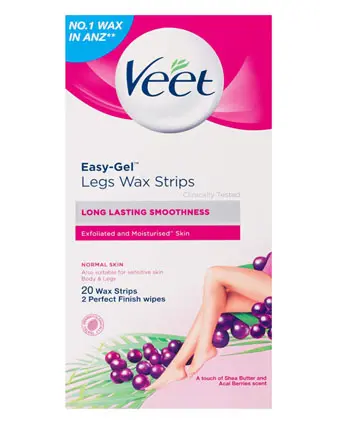 NO.1 WAX
IN ANZ**
Veet
Easy-Gel™
Legs Wax Strips
Clinically-Tested
LONG LASTING SMOOTHNESS
Exfoliated and Moisturised* Skin
NORMAL SKIN
Also suitable for sensitive skin
Body & Legs
20 Wax Strips
2 Perfect Finish wipes
A touch of Shea Butter and
Acai Berries scent